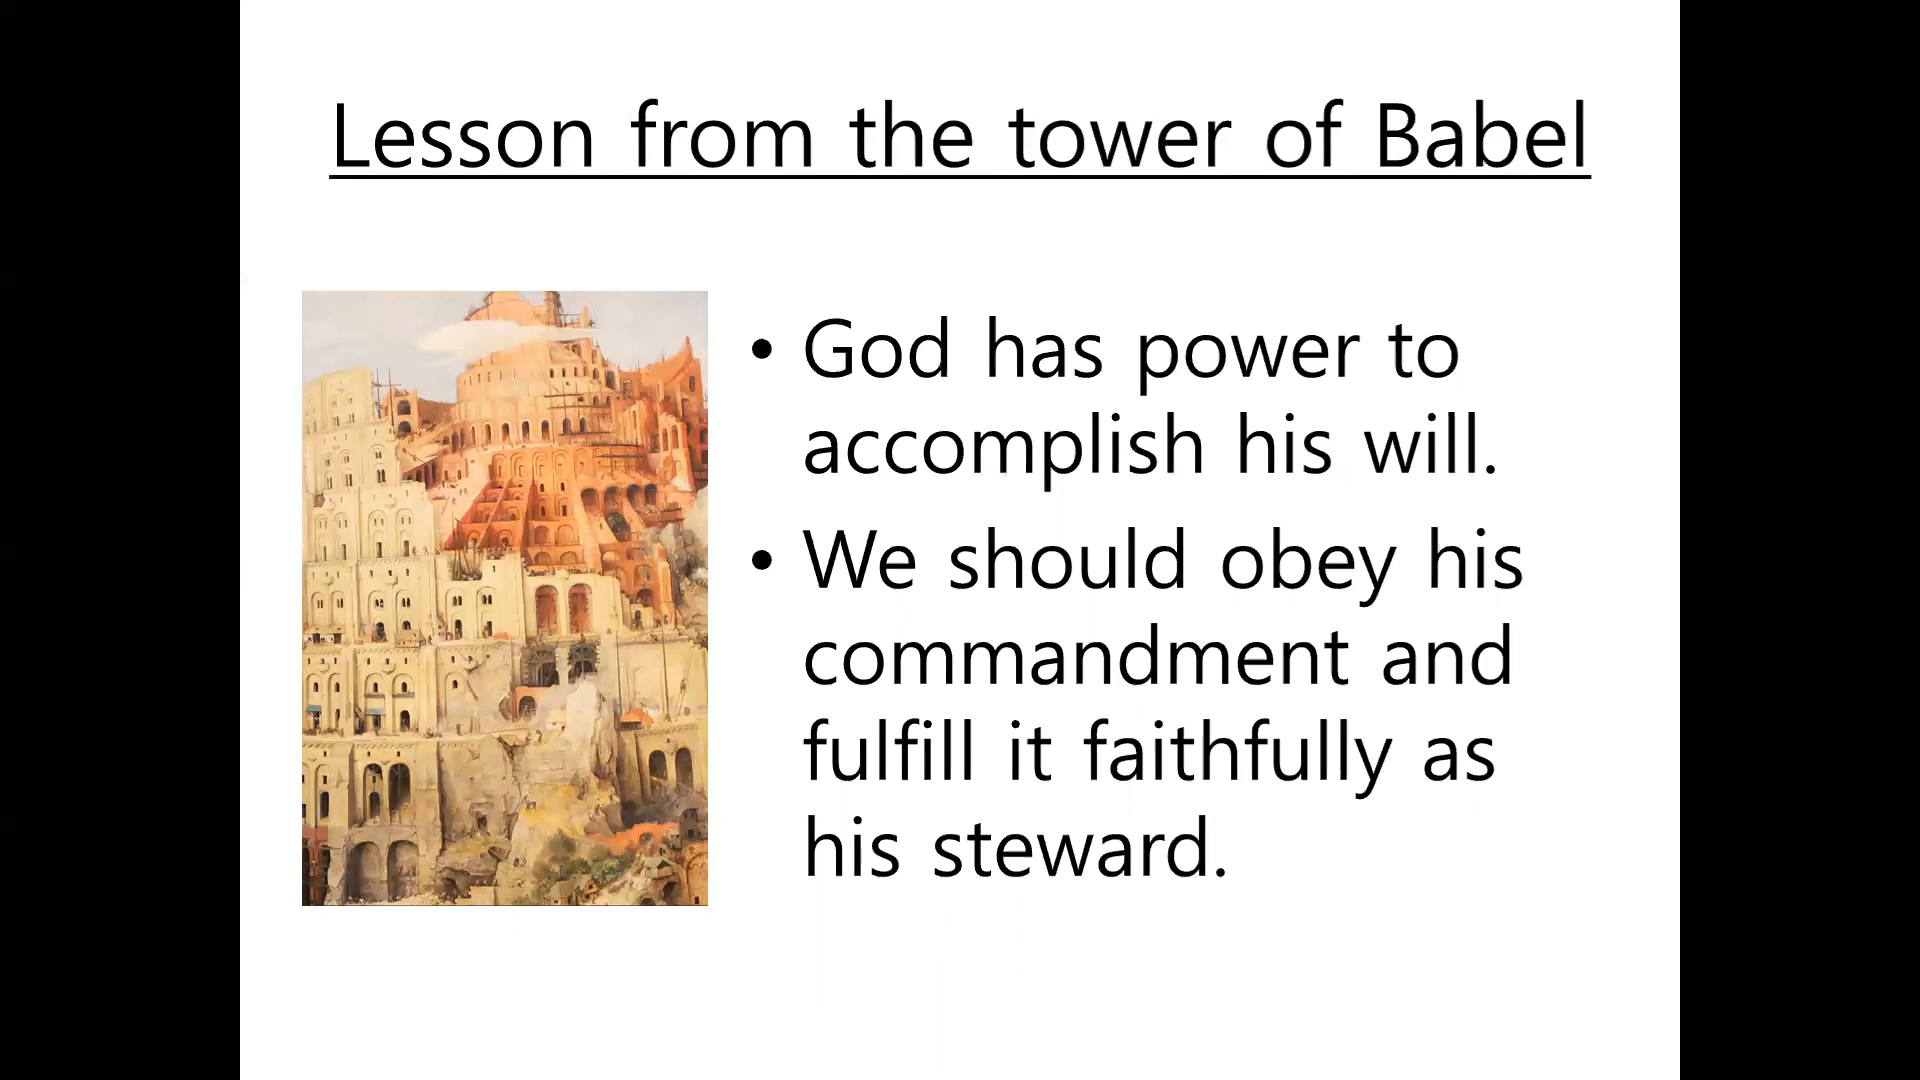 Lesson from the tower of Babel
• God has power to
accomplish his will.
• We should obey his
commandment and
fulfill it faithfully as
his steward.